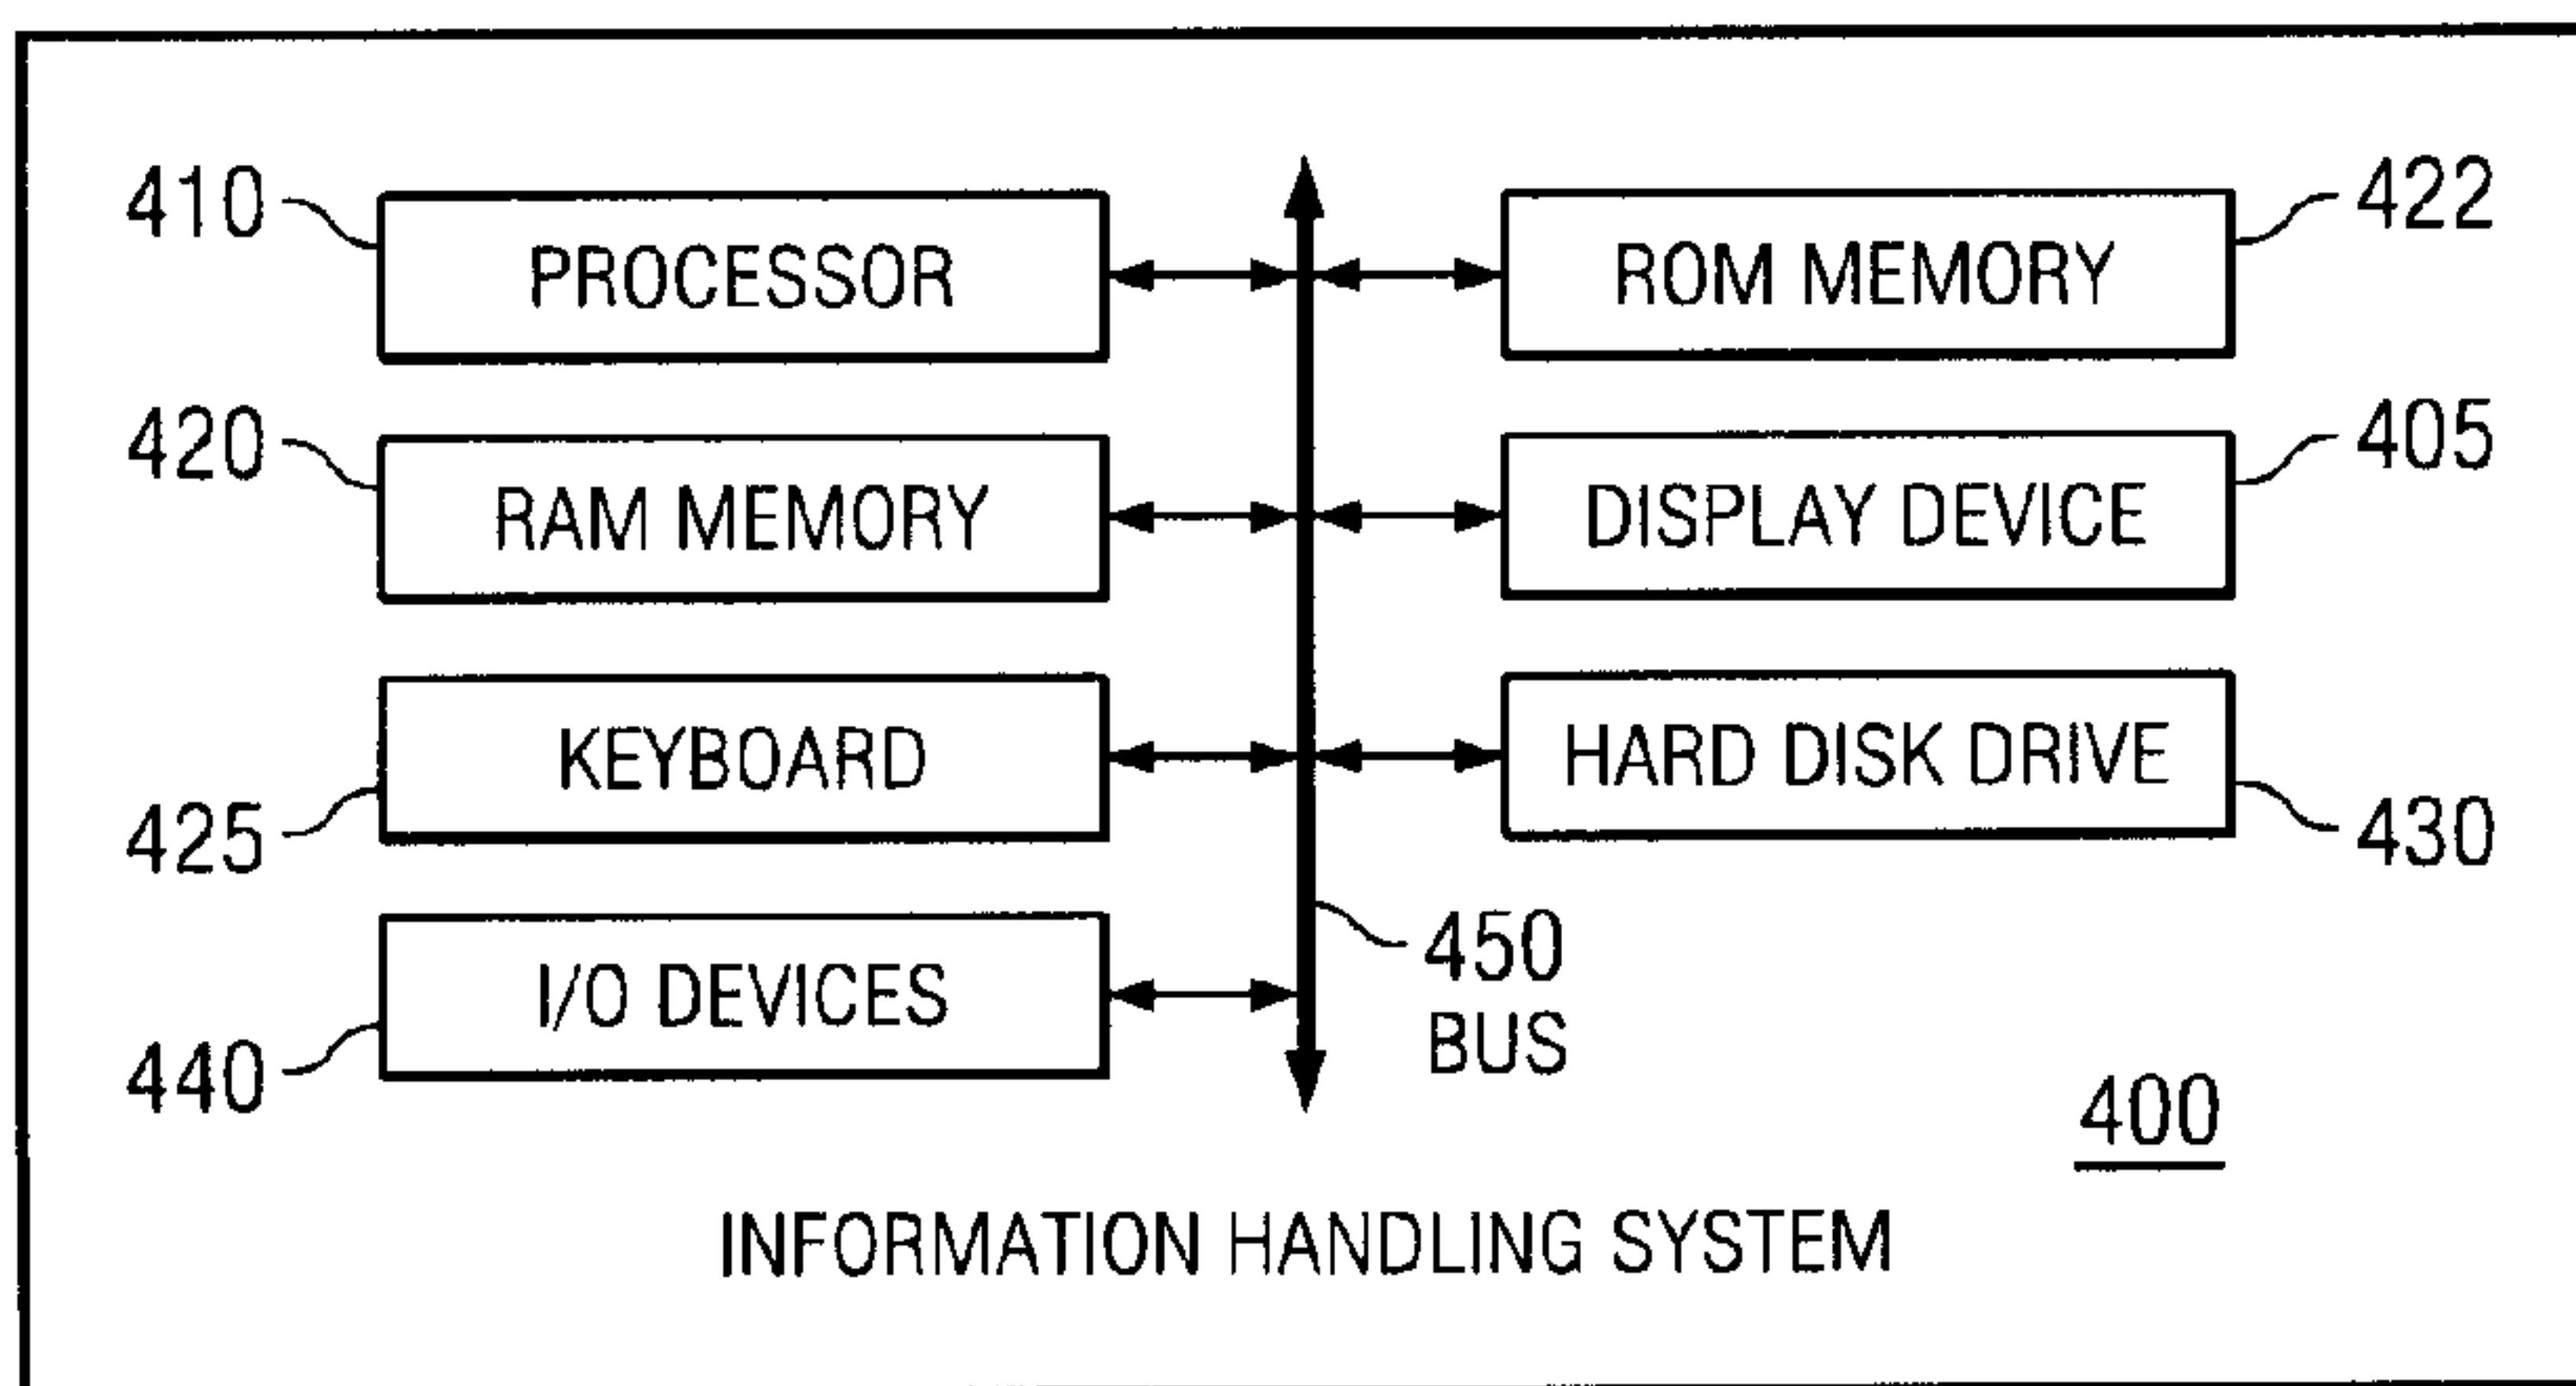 410
PROCESSOR
ROM MEMORY
422
420
RAM MEMORY
DISPLAY DEVICE
405
KEYBOARD
HARD DISK DRIVE
425
430
I/O DEVICES
450
BUS
440
400
INFORMATION HANDLING SYSTEM